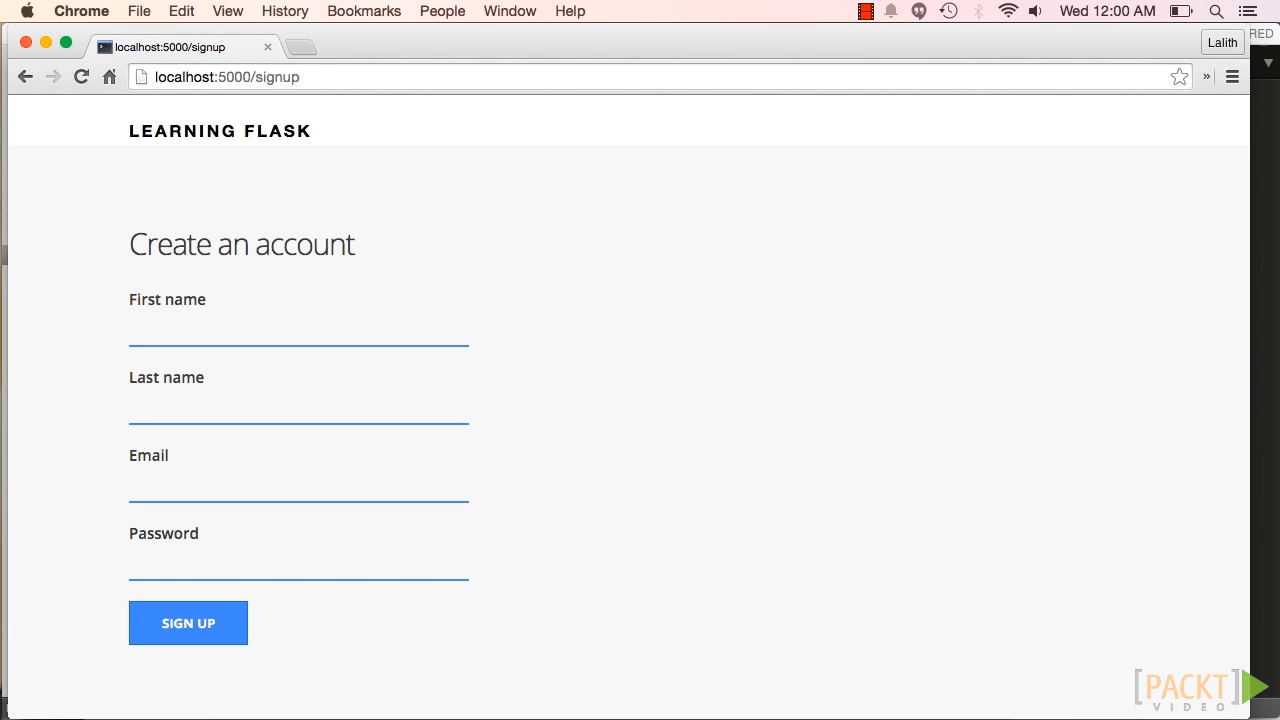 Chrome File Edit View History Bookmarks People Window Help Wed 12:00 AM
RED
localhost:5000/signup
Lalith
localhost:5000/signup
LEARNING FLASK
Create an account
First name
Last name
Email
Password
SIGN UP
[PACKT]
VIDEO